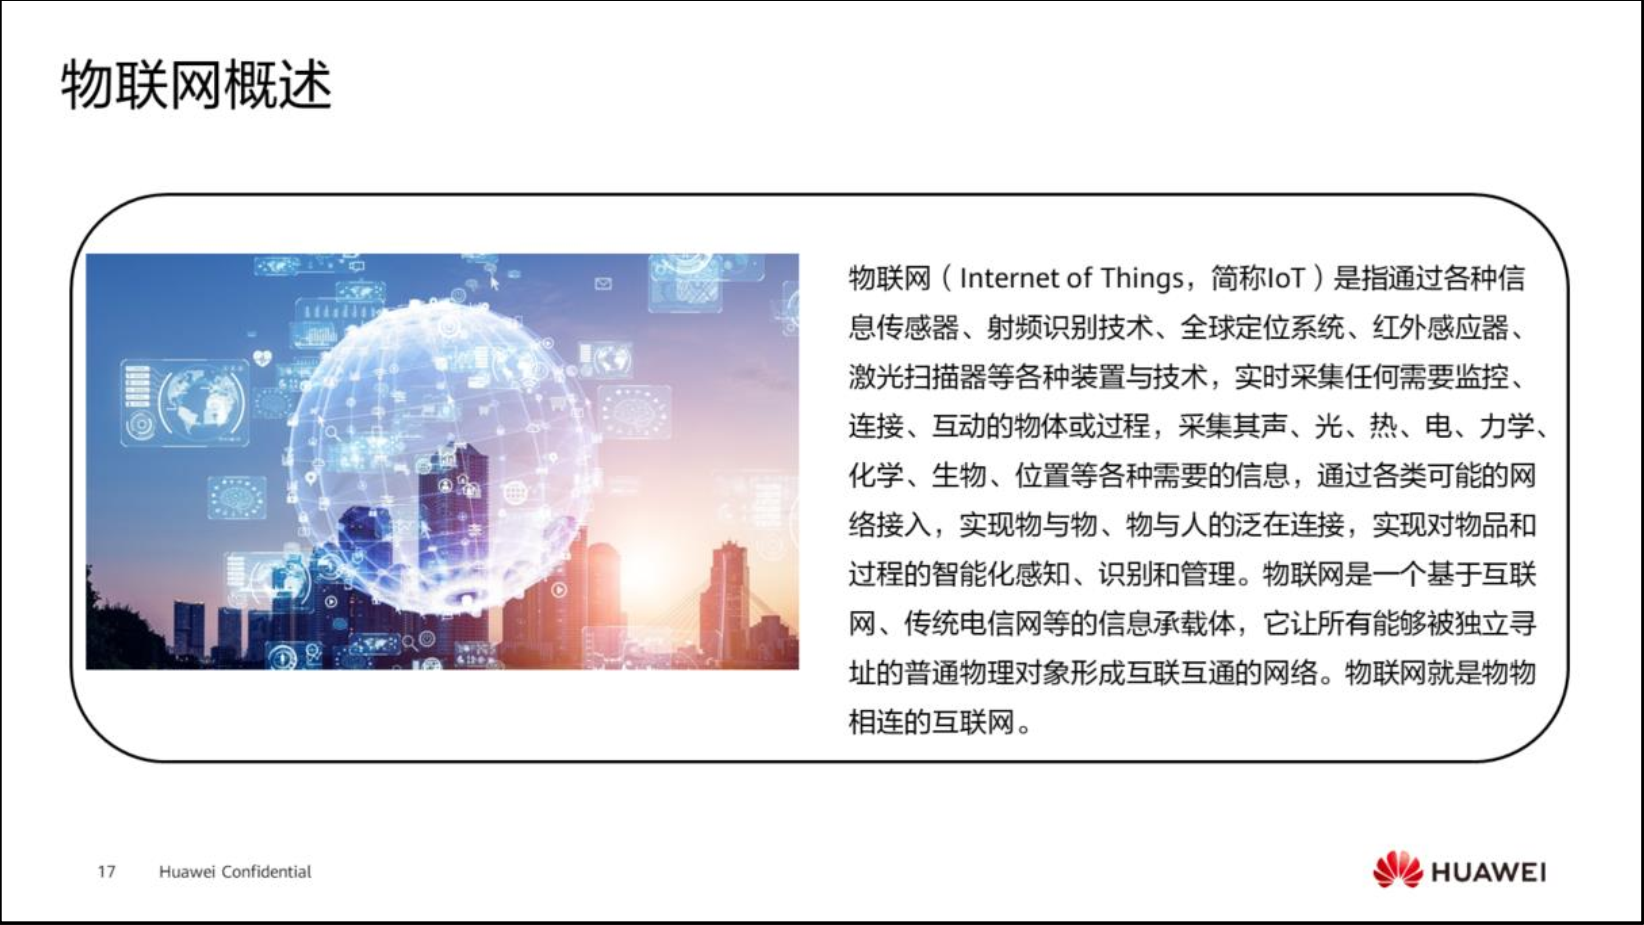 物联网概述
物联网（Internet of Things，简称IoT）是指通过各种信
息传感器、射频识别技术、全球定位系统、红外感应器、
激光扫描器等各种装置与技术，实时采集任何需要监控、
连接、互动的物体或过程，采集其声、光、热、电、力学、
化学、生物、位置等各种需要的信息，通过各类可能的网
络接入，实现物与物、物与人的泛在连接，实现对物品和
过程的智能化感知、识别和管理。物联网是一个基于互联
网、传统电信网等的信息承载体，它让所有能够被独立寻
址的普通物理对象形成互联互通的网络。物联网就是物物
相连的互联网。
17 Huawei Confidential
HUAWEI